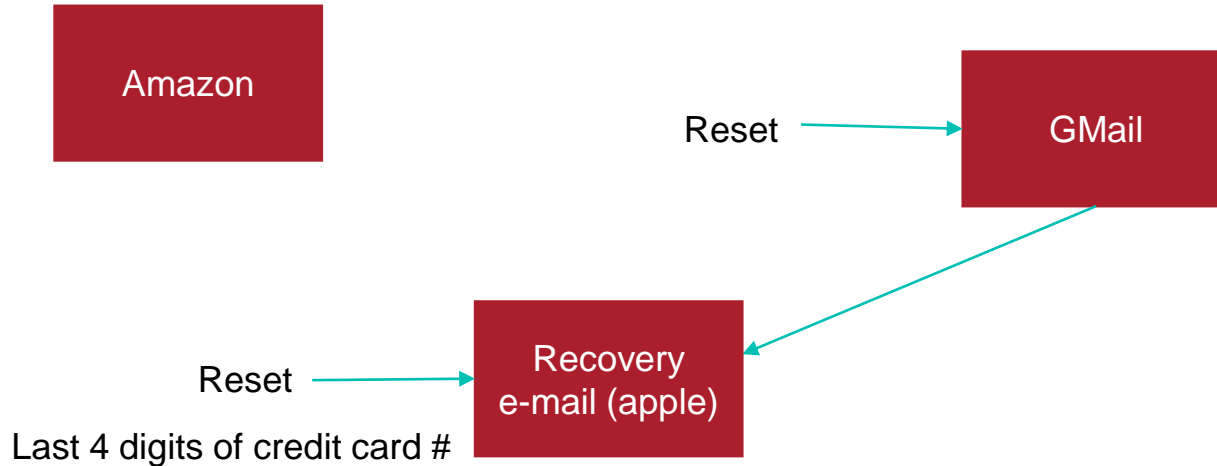 Amazon
Reset
GMail
Recovery
e-mail (apple)
Reset
Last 4 digits of credit card #